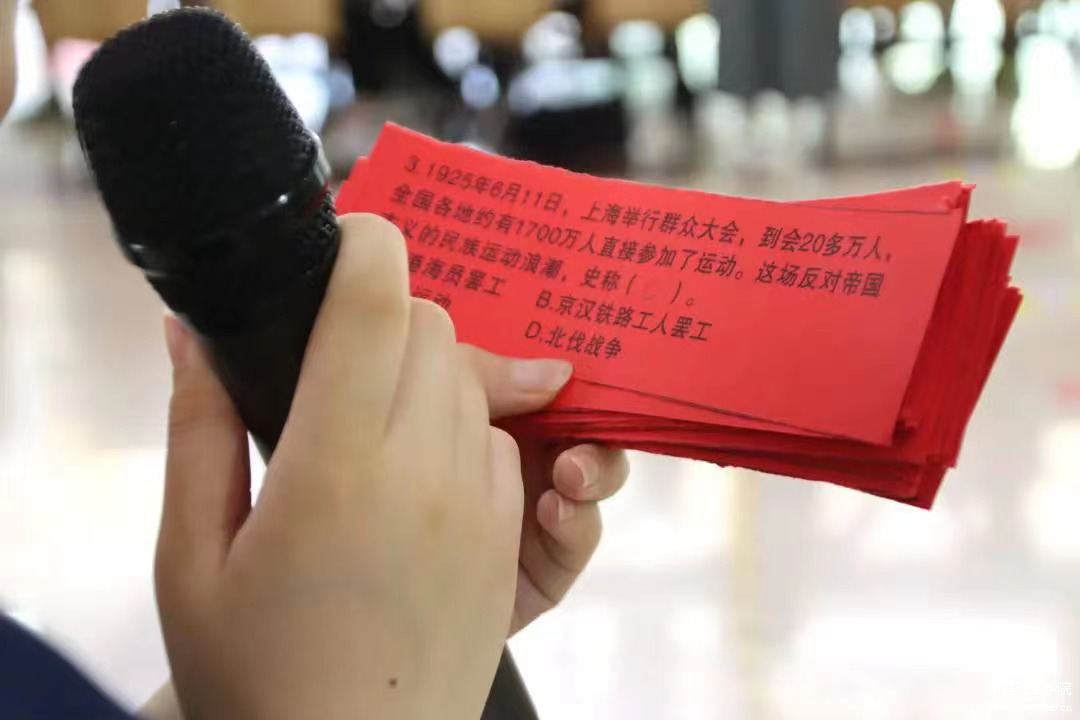 3.1925年6月11日，上海举行群众大会，到会20多万人，
全国各地约有1700万人直接参加了运动。这场反对帝国
主义的民族运动浪潮，史称（ ）。
港海员罢工 B.京汉铁路工人罢工
运动 D.北伐战争